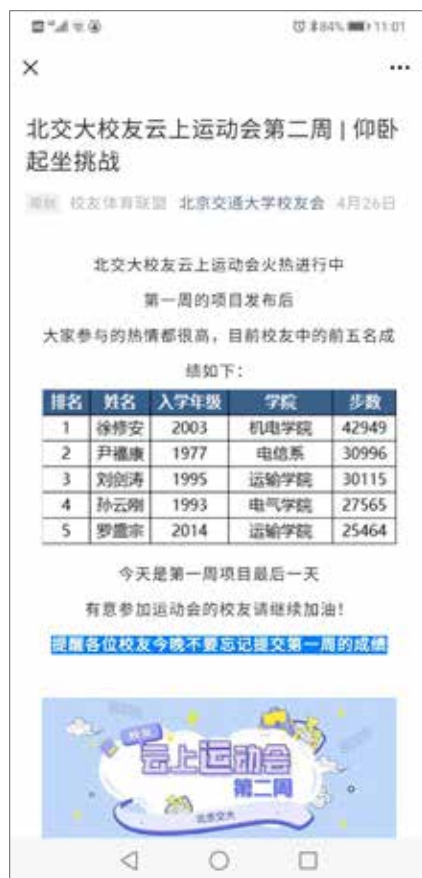 84% 11:01
北交大校友云上运动会第二周 | 仰卧
起坐挑战
原创 校友体育联盟 北京交通大学校友会 4月26日
北交大校友云上运动会火热进行中
第一周的项目发布后
大家参与的热情都很高，目前校友中的前五名成
绩如下：
排名 姓名 入学年级 学院 步数
1 徐修安 2003 机电学院 42949
2 尹福康 1977 电信系 30996
3 刘剑涛 1995 运输学院 30115
4 孙云刚 1993 电气学院 27565
5 罗宗 2014 运输学院 25464
今天是第一周项目最后一天
有意参加运动会的校友请继续加油！
提醒各位校友今晚不要忘记提交第一周的成绩
校友
云上运动会
第二周
北京交大